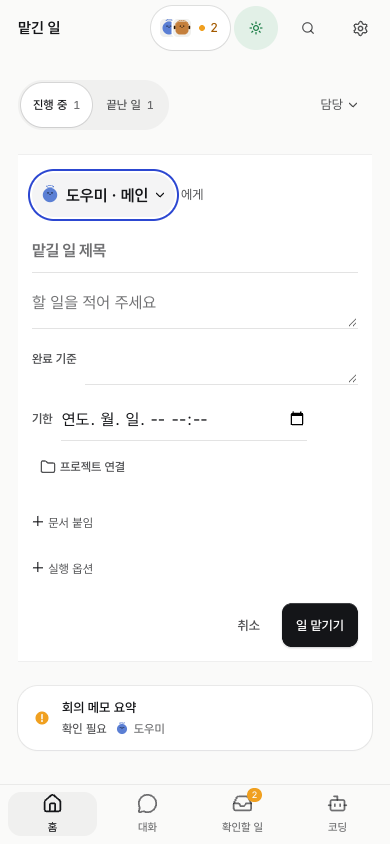 맡긴 일
2
진행 중 1
끝난 일 1
담당
도우미 · 메인 에게
맡길 일 제목
할 일을 적어 주세요
완료 기준
기한 연도. 월. 일. -- --:--
프로젝트 연결
+ 문서 붙임
+ 실행 옵션
취소
일 맡기기
회의 메모 요약
확인 필요 도우미
2
홈
대화
확인할 일
코딩